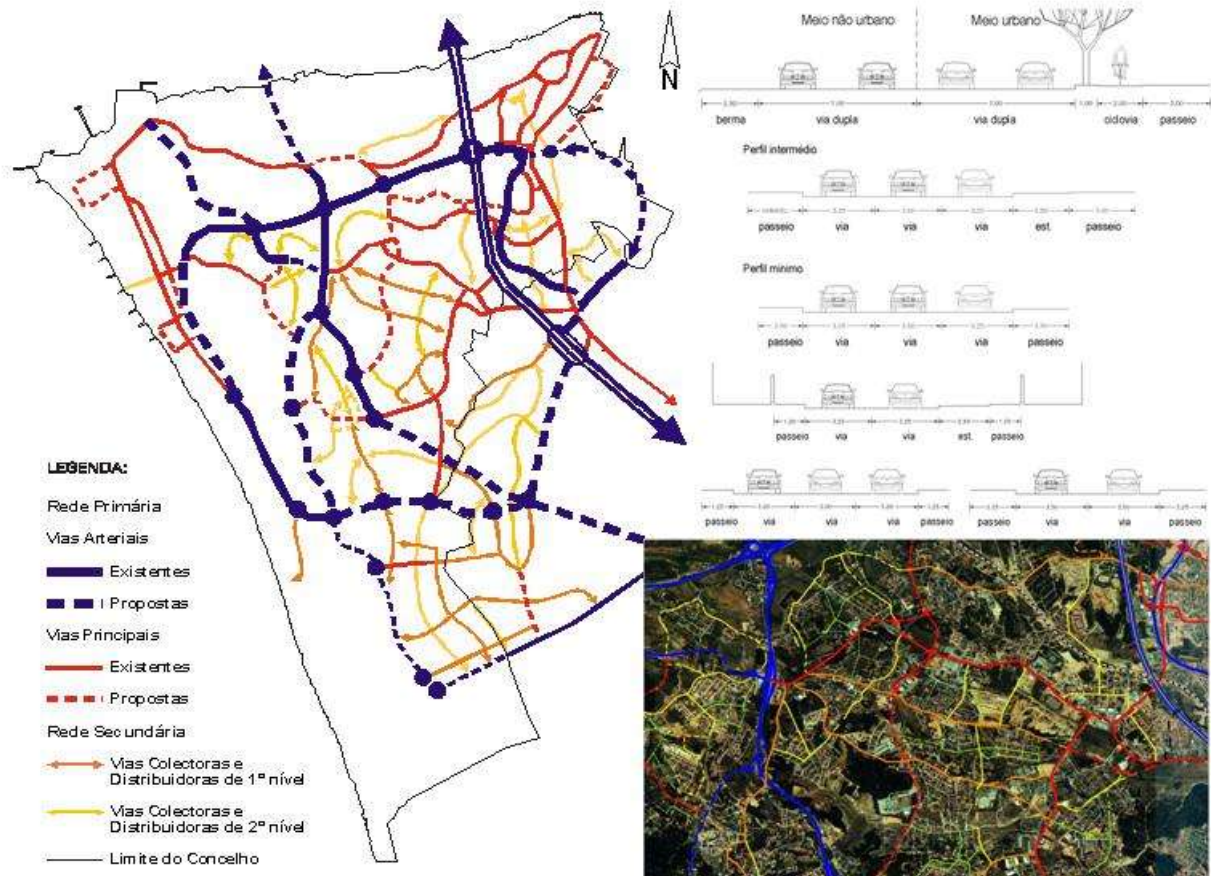 N
LEGENDA:
Rede Primária
Vias Arteriais
Existentes
Propostas
Vias Principais
Existentes
Propostas
Rede Secundária
Vias Colectoras e
Distribuidoras de 1º nível
Vias Colectoras e
Distribuidoras de 2º nível
Limite do Concelho
Meio não urbano Meio urbano
berma via dupla via dupla ciclovia passeio
Perfil intermédio
passeio via via via est. passeio
Perfil mínimo
passeio via via via passeio
passeio via via est. passeio
passeio via via via passeio
passeio via via passeio